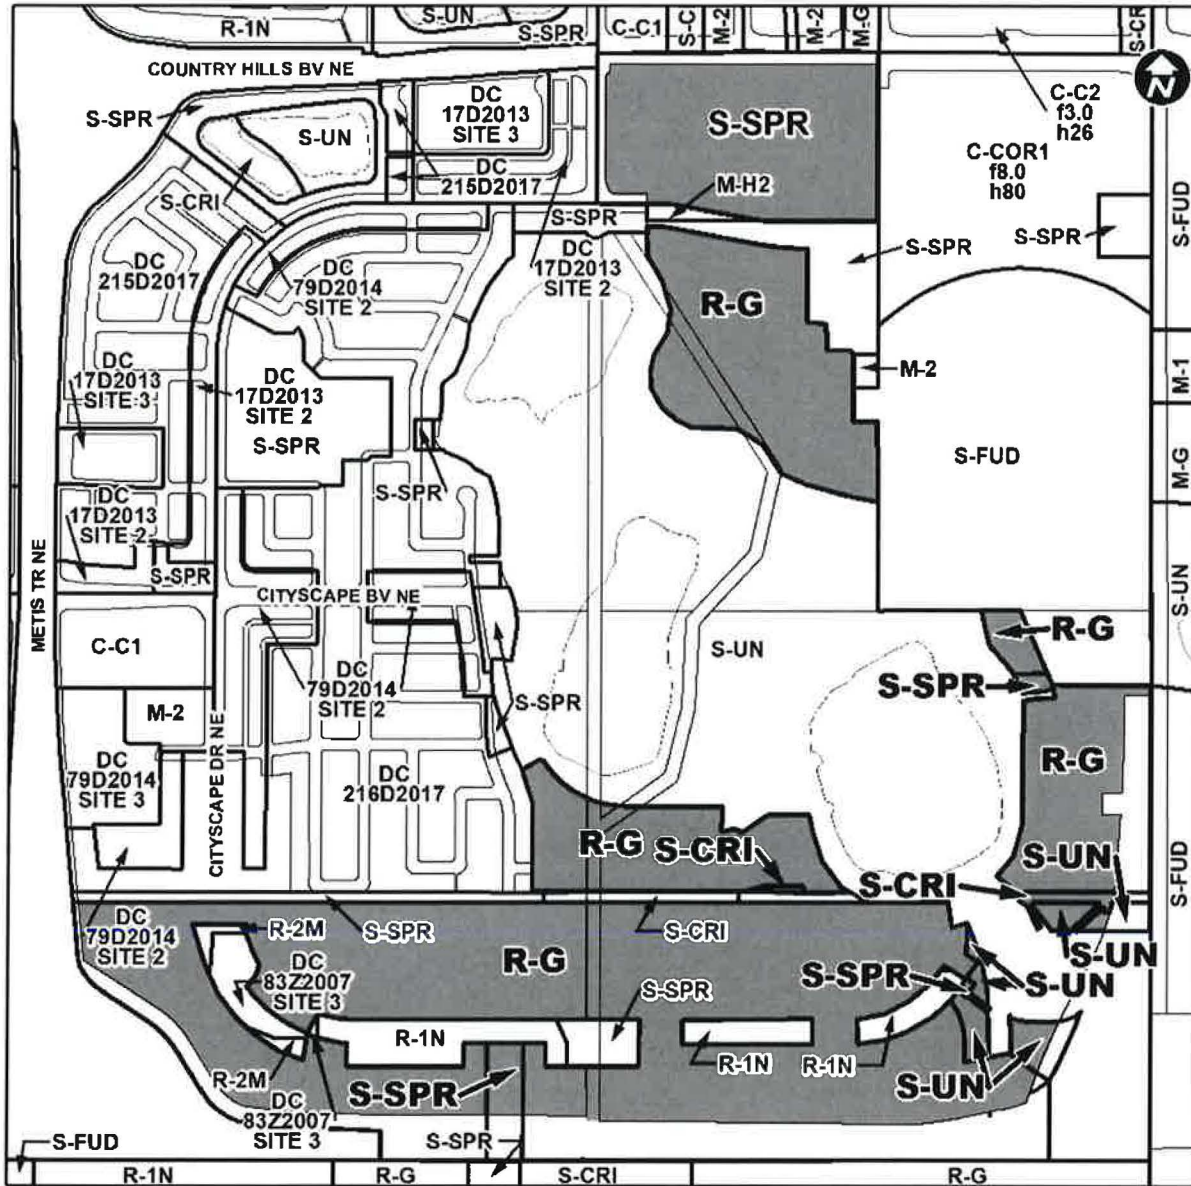 S-UN
R-1N
S-SPR
C-C1
S-C
M-2
M-2
M-G
S-CR
COUNTRY HILLS BV NE
N
DC
17D2013
SITE 3
S-SPR
S-UN
S-SPR
C-C2
f3.0
h26
C-COR1
f8.0
h80
DC
215D2017
M-H2
S-CRI
S-SPR
S-SPR
S-SPR
S-FUD
DC
215D2017
DC
79D2014
SITE 2
DC
17D2013
SITE 2
R-G
DC
17D2013
SITE 3
DC
17D2013
SITE 2
S-SPR
M-2
M-1
S-FUD
M-G
S-SPR
DC
17D2013
SITE 2
S-SPR
METIS TR NE
CITYSCAPE BV NE
S-UN
C-C1
S-UN
R-G
S-SPR
DC
79D2014
SITE 2
S-SPR
M-2
CITYSCAPE DR NE
DC
79D2014
SITE 3
DC
216D2017
R-G
R-G
S-CRI
S-UN
S-CRI
S-FUD
DC
79D2014
SITE 2
R-2M
S-SPR
S-CRI
S-UN
R-G
DC
83Z2007
SITE 3
S-SPR
S-SPR
S-UN
R-1N
R-1N
R-1N
R-2M
S-SPR
S-UN
DC
83Z2007
SITE 3
S-FUD
S-SPR
R-1N
R-G
S-CRI
R-G